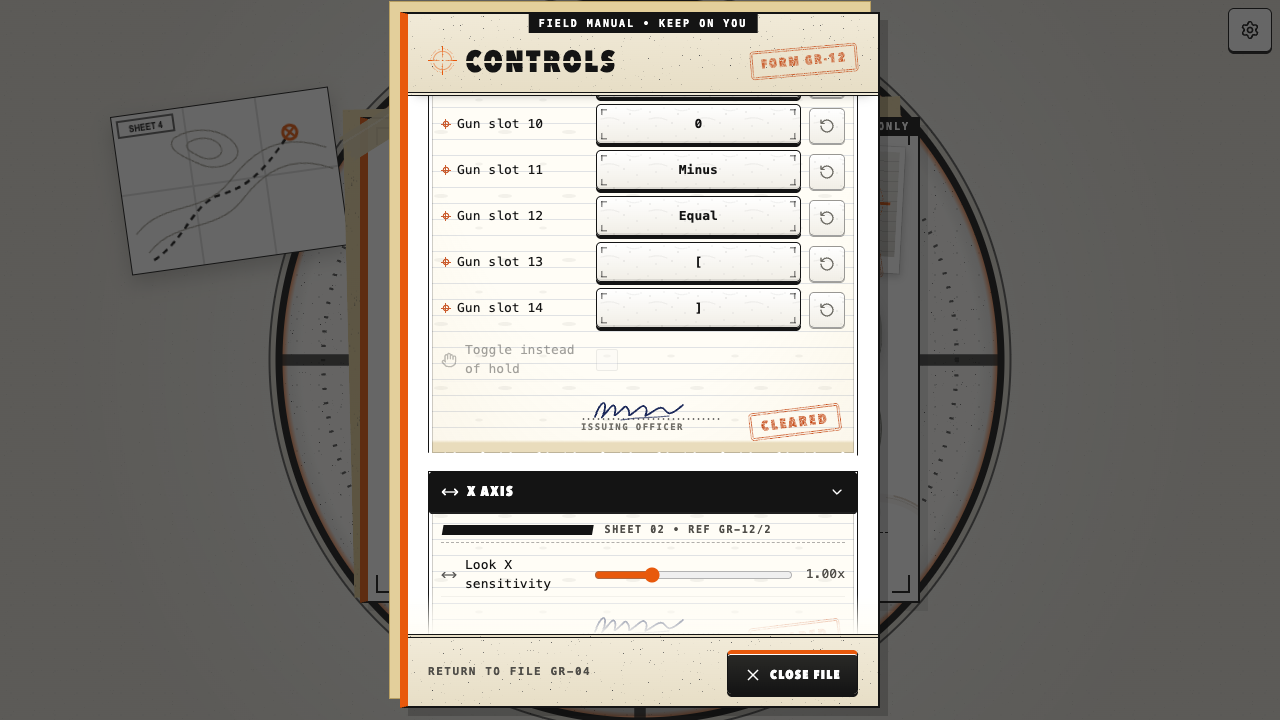 FIELD MANUAL • KEEP ON YOU
CONTROLS
FORM GR-12
SHEET 4
ONLY
Gun slot 10
0
Gun slot 11
Minus
Gun slot 12
Equal
Gun slot 13
[
Gun slot 14
]
Toggle instead
of hold
ISSUING OFFICER
CLEARED
X AXIS
SHEET 02 • REF GR-12/2
Look X
sensitivity
1.00x
RETURN TO FILE GR-04
CLOSE FILE